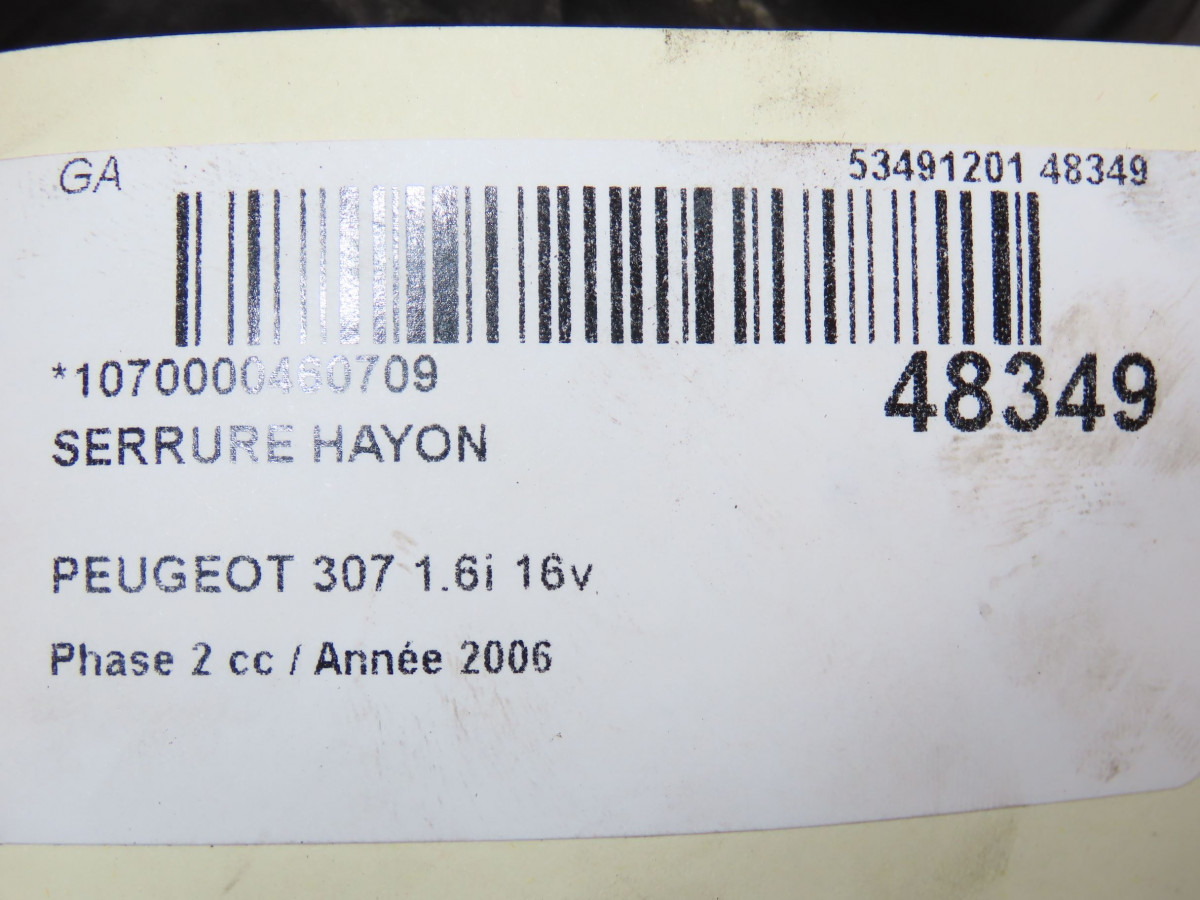 GA
53491201 48349
*1070000460709
48349
SERRURE HAYON
PEUGEOT 307 1.6i 16v
Phase 2 cc / Année 2006